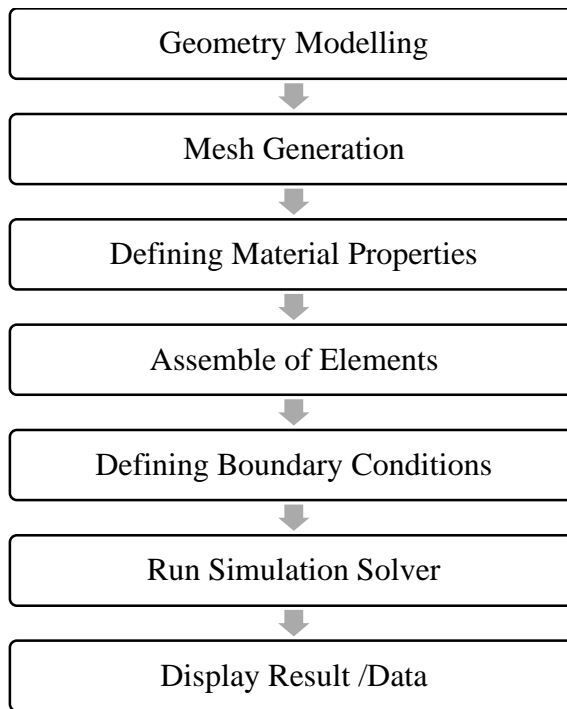 Geometry Modelling
Mesh Generation
Defining Material Properties
Assemble of Elements
Defining Boundary Conditions
Run Simulation Solver
Display Result /Data